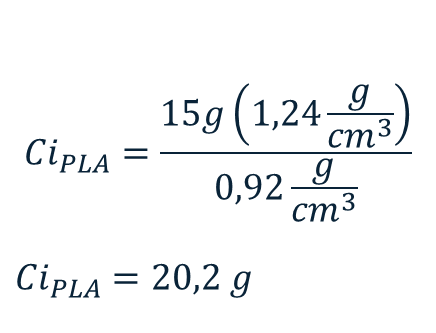 Ci_PLA = 15g (1,24 g/cm³) / 0,92 g/cm³
Ci_PLA = 20,2 g